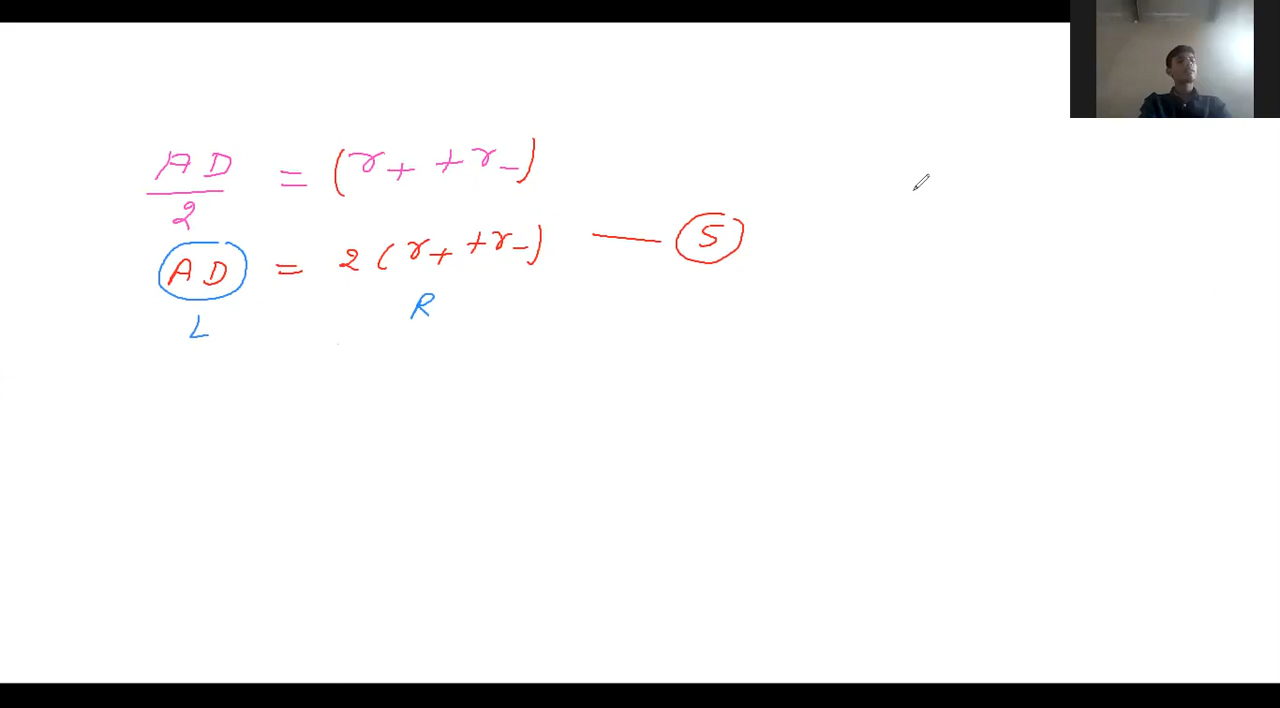 AD/2 = (r₊ + r₋)
AD = 2(r₊ + r₋) — 5
L R